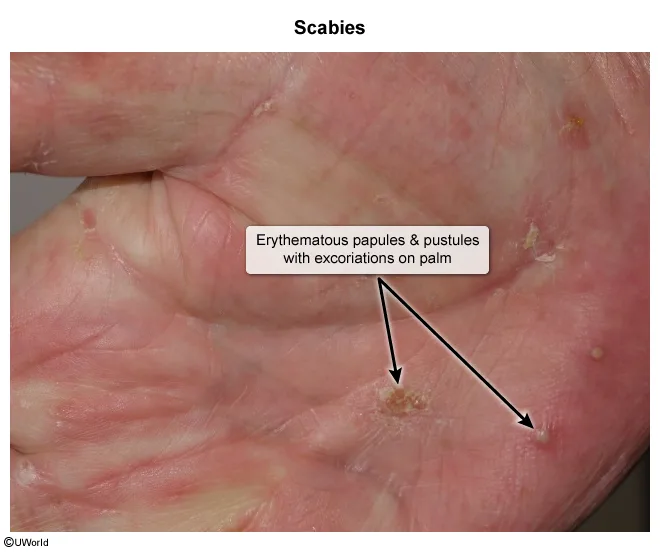 Scabies
Erythematous papules & pustules
with excoriations on palm
©UWorld